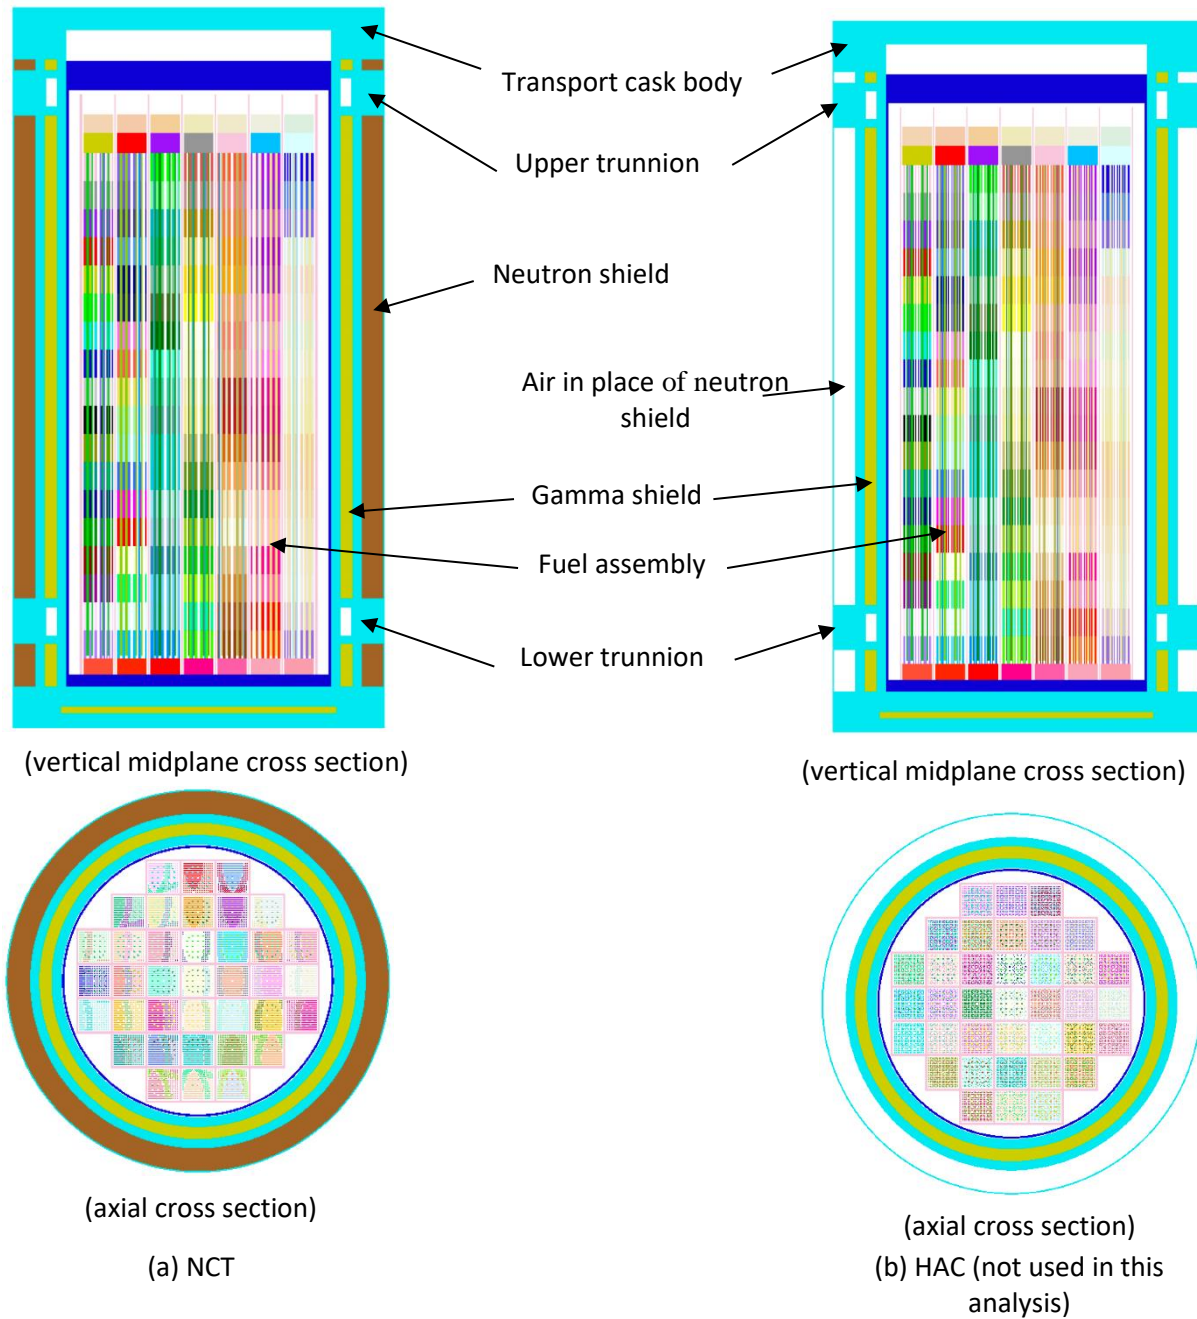 Transport cask body
Upper trunnion
Neutron shield
Air in place of neutron
shield
Gamma shield
Fuel assembly
Lower trunnion
(vertical midplane cross section)
(vertical midplane cross section)
(axial cross section)
(axial cross section)
(a) NCT
(b) HAC (not used in this
analysis)